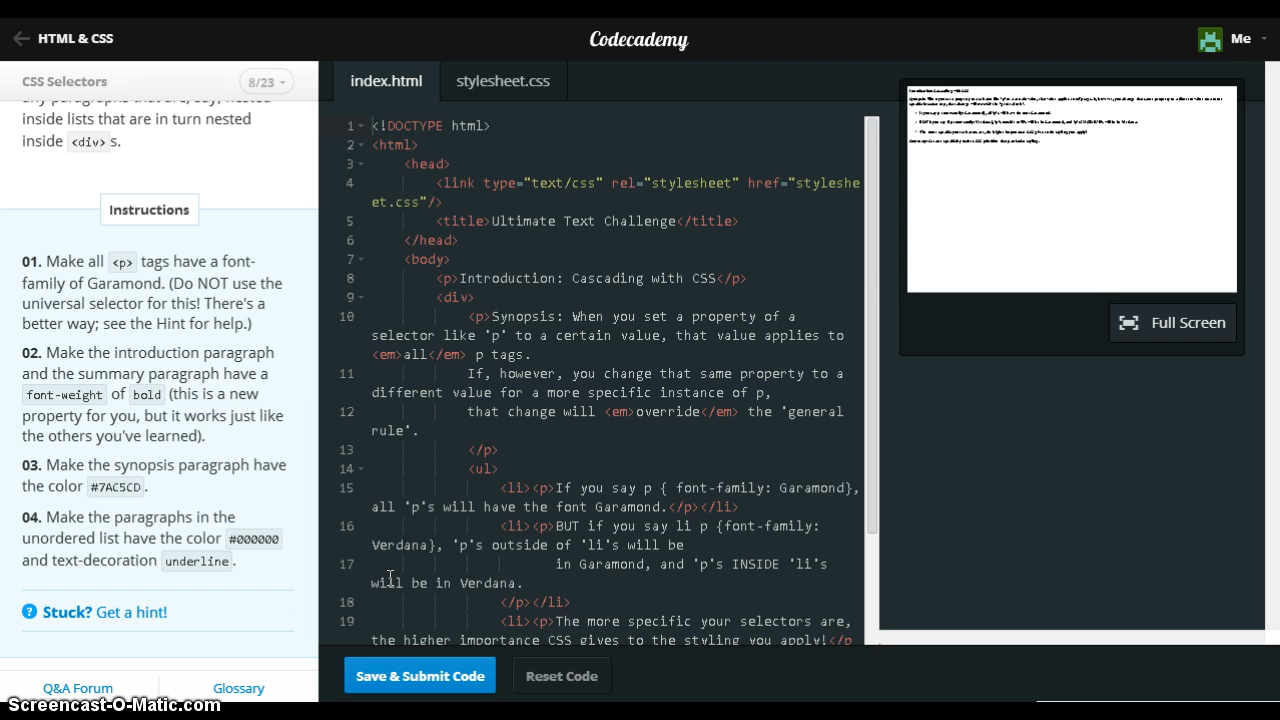 HTML & CSS
Codecademy
Me
CSS Selectors
8/23
index.html
stylesheet.css
inside lists that are in turn nested
inside <div> s.
Instructions
01. Make all <p> tags have a font-
family of Garamond. (Do NOT use the
universal selector for this! There's a
better way; see the Hint for help.)
02. Make the introduction paragraph
and the summary paragraph have a
font-weight of bold (this is a new
property for you, but it works just like
the others you've learned).
03. Make the synopsis paragraph have
the color #7AC5CD.
04. Make the paragraphs in the
unordered list have the color #000000
and text-decoration underline.
? Stuck? Get a hint!
Q&A Forum
Glossary
1 <!DOCTYPE html>
2 <html>
3 <head>
4 <link type="text/css" rel="stylesheet" href="styleshe
et.css"/>
5 <title>Ultimate Text Challenge</title>
6 </head>
7 <body>
8 <p>Introduction: Cascading with CSS</p>
9 <div>
10 <p>Synopsis: When you set a property of a
selector like 'p' to a certain value, that value applies to
<em>all</em> p tags.
11 If, however, you change that same property to a
different value for a more specific instance of p,
12 that change will <em>override</em> the 'general
rule'.
13 </p>
14 <ul>
15 <li><p>If you say p { font-family: Garamond},
all 'p's will have the font Garamond.</p></li>
16 <li><p>BUT if you say li p {font-family:
Verdana}, 'p's outside of 'li's will be
17 in Garamond, and 'p's INSIDE 'li's
will be in Verdana.
18 </p></li>
19 <li><p>The more specific your selectors are,
the higher importance CSS gives to the styling you apply!</p
Full Screen
Save & Submit Code
Reset Code
Screencast-O-Matic.com